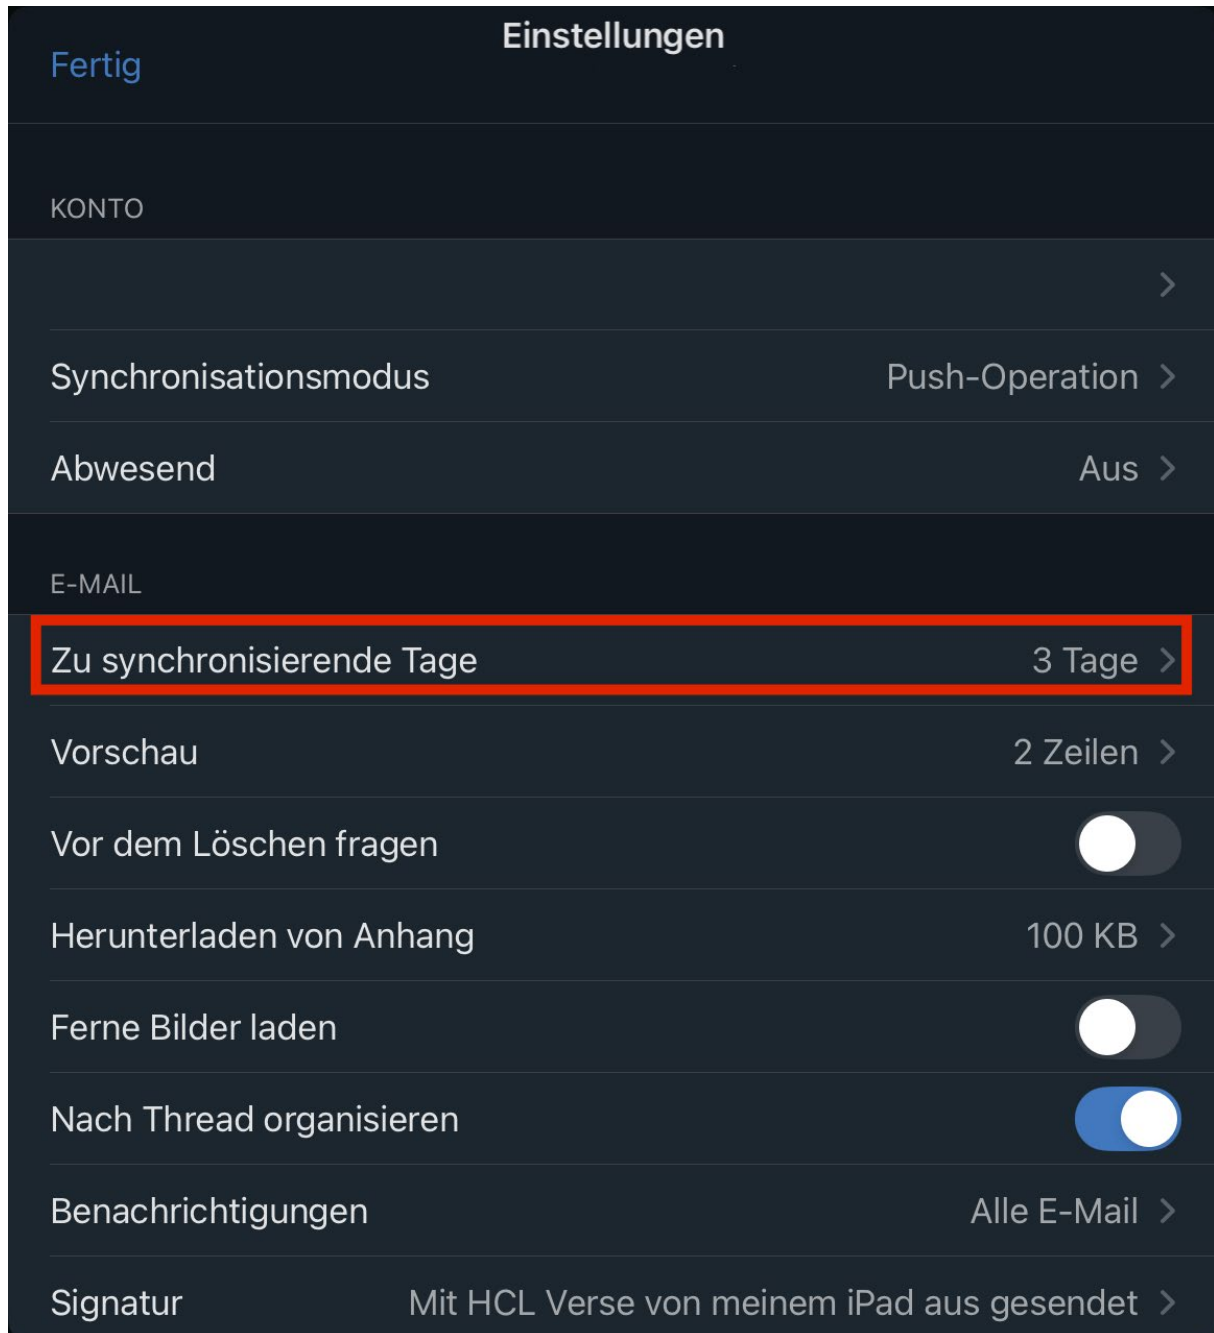 Einstellungen
Fertig
KONTO
Synchronisationsmodus Push-Operation
Abwesend Aus
E-MAIL
Zu synchronisierende Tage 3 Tage
Vorschau 2 Zeilen
Vor dem Löschen fragen
Herunterladen von Anhang 100 KB
Ferne Bilder laden
Nach Thread organisieren
Benachrichtigungen Alle E-Mail
Signatur Mit HCL Verse von meinem iPad aus gesendet